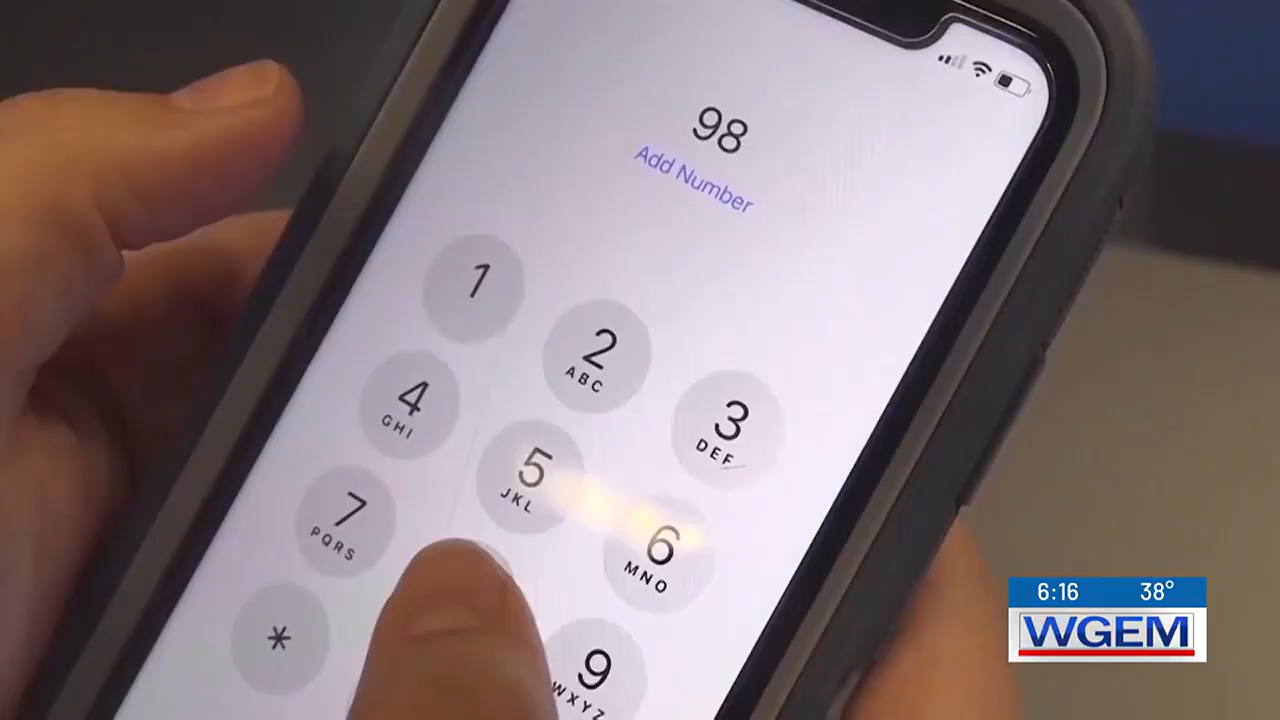 98
Add Number
1
2
ABC
3
DEF
4
GHI
5
JKL
6
MNO
7
PQRS
9
WXYZ
*
6:16 38°
WGEM